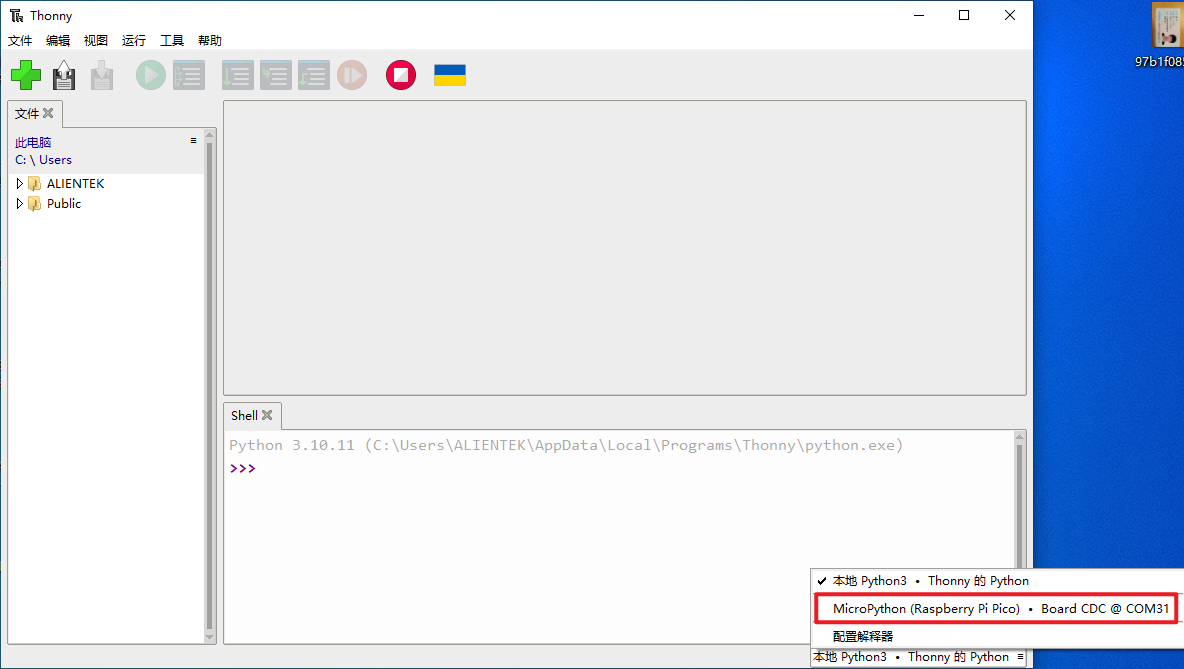 Thonny
文件 编辑 视图 运行 工具 帮助
文件
此电脑
C: \ Users
ALIENTEK
Public
Shell
Python 3.10.11 (C:\Users\ALIENTEK\AppData\Local\Programs\Thonny\python.exe)
>>>
本地 Python3 • Thonny 的 Python
MicroPython (Raspberry Pi Pico) • Board CDC @ COM31
配置解释器
本地 Python3 • Thonny 的 Python ≡